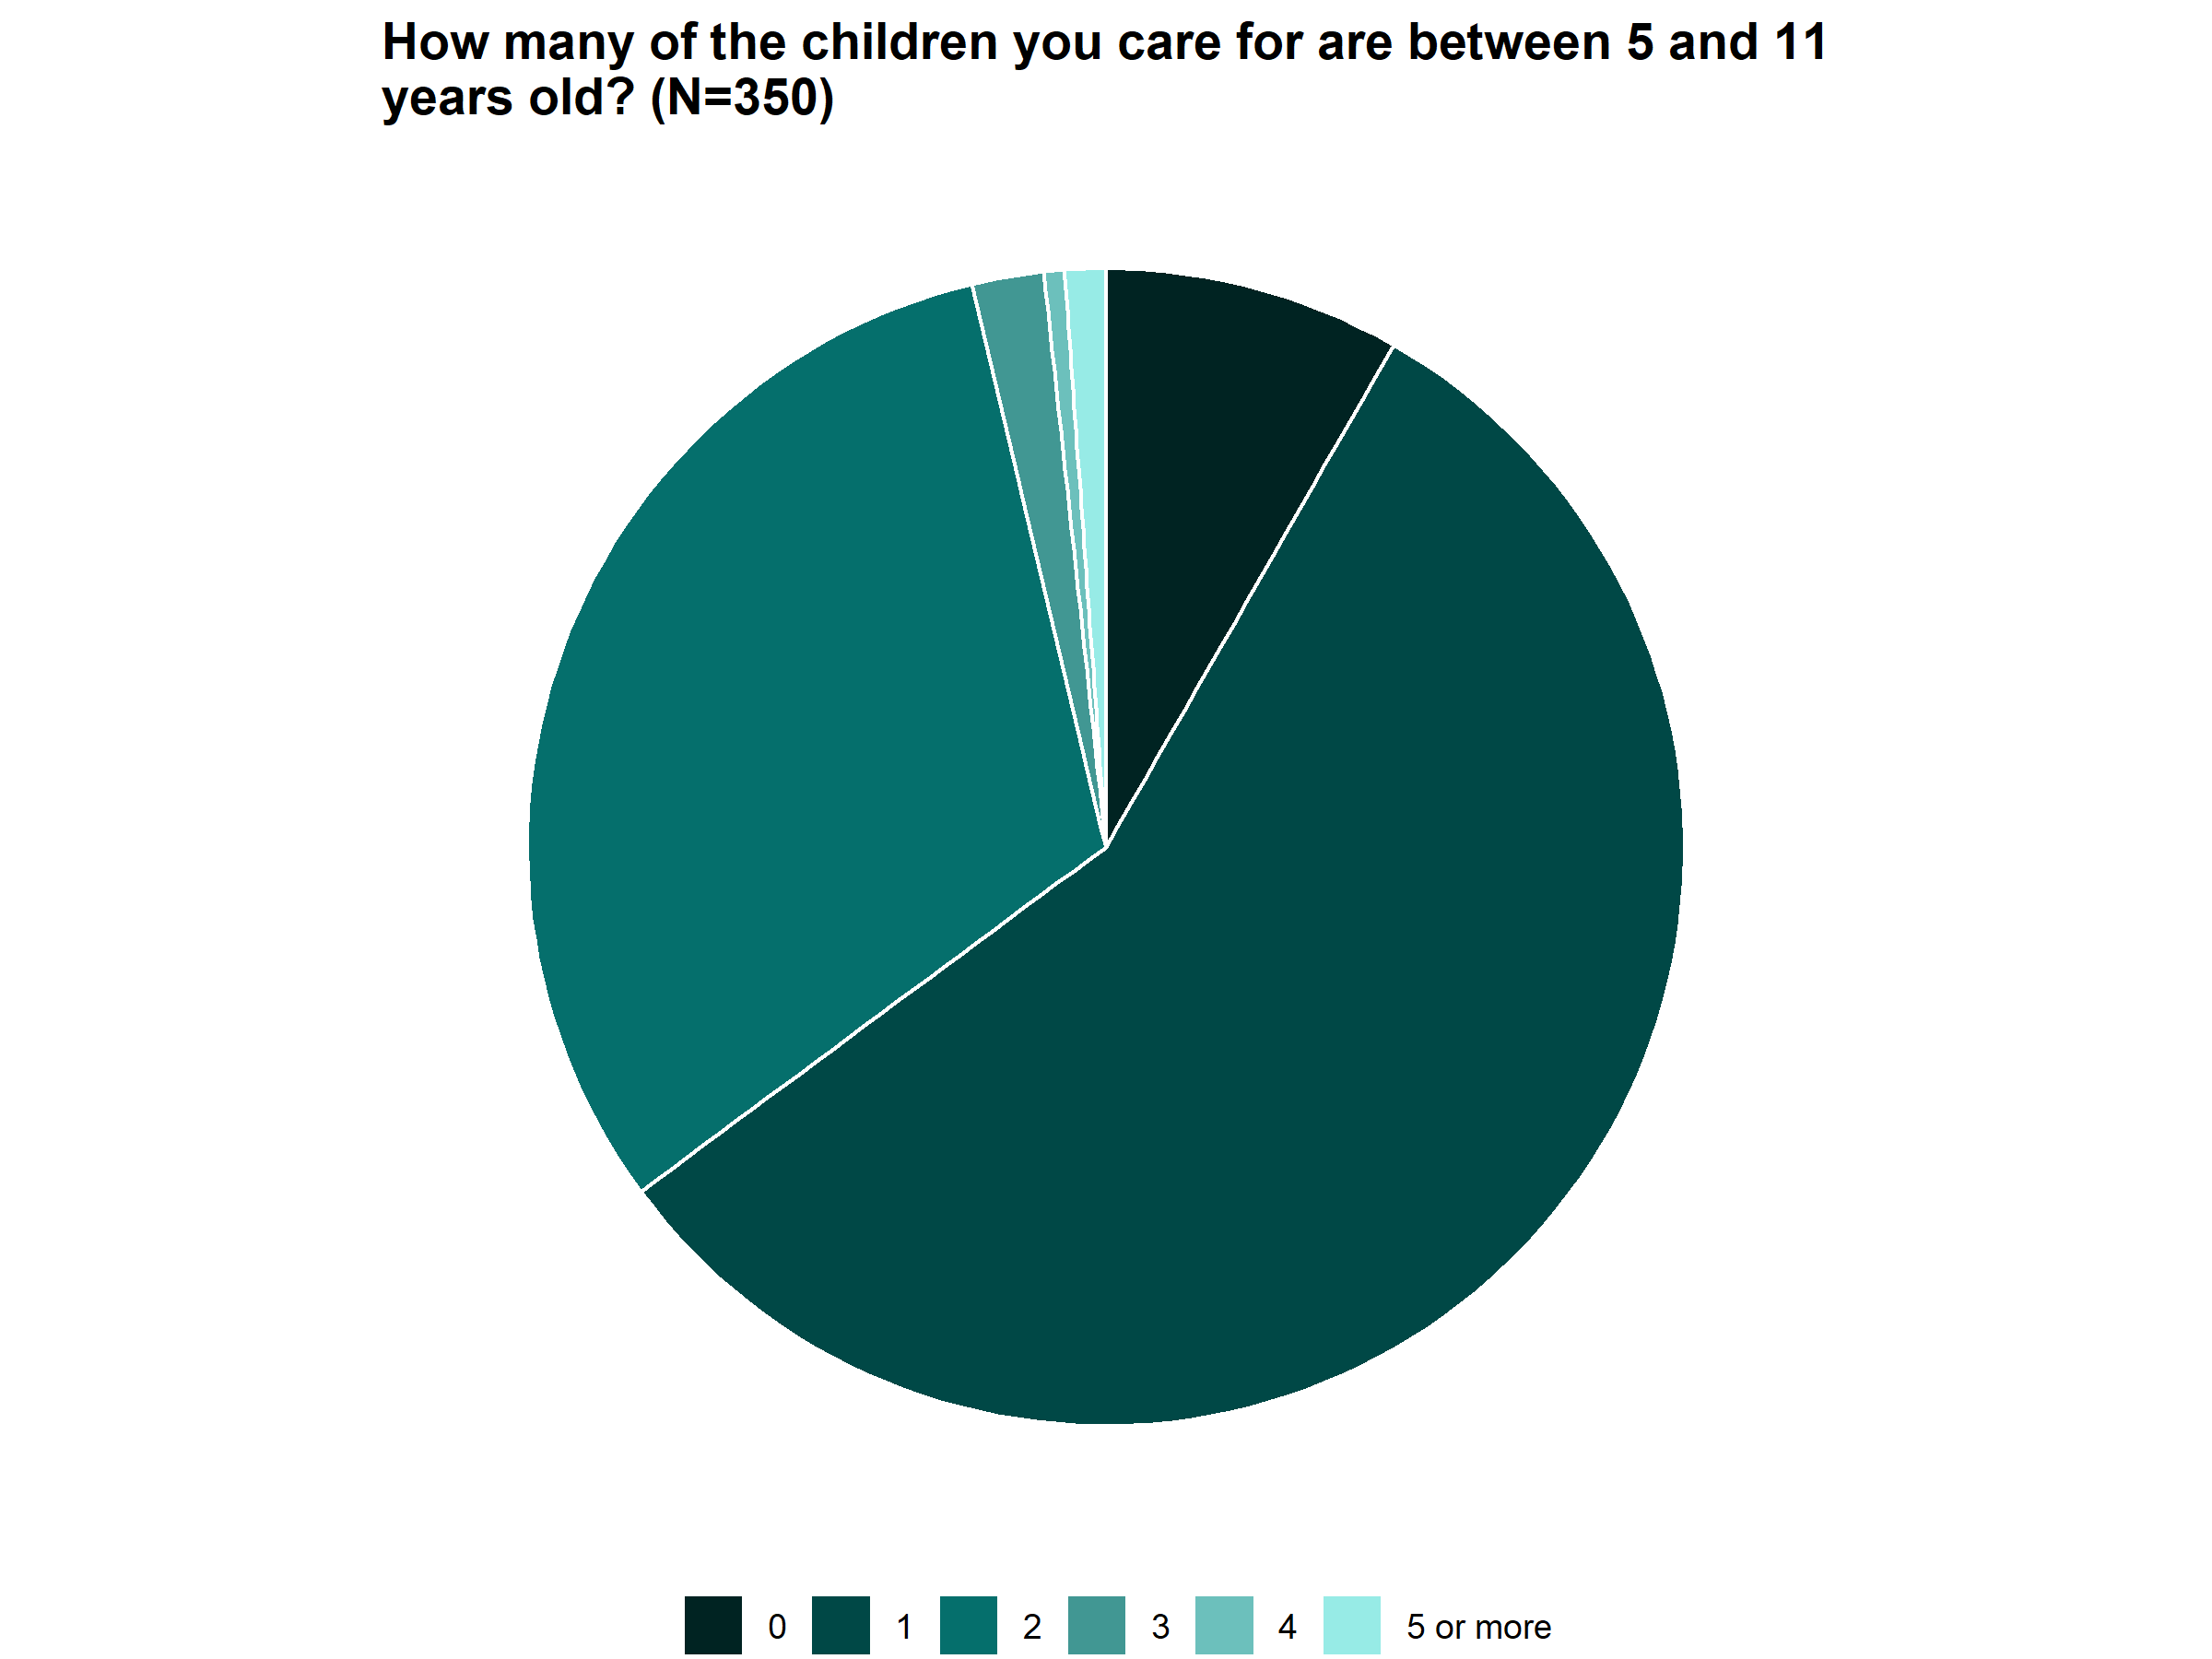 How many of the children you care for are between 5 and 11
years old? (N=350)
0 1 2 3 4 5 or more